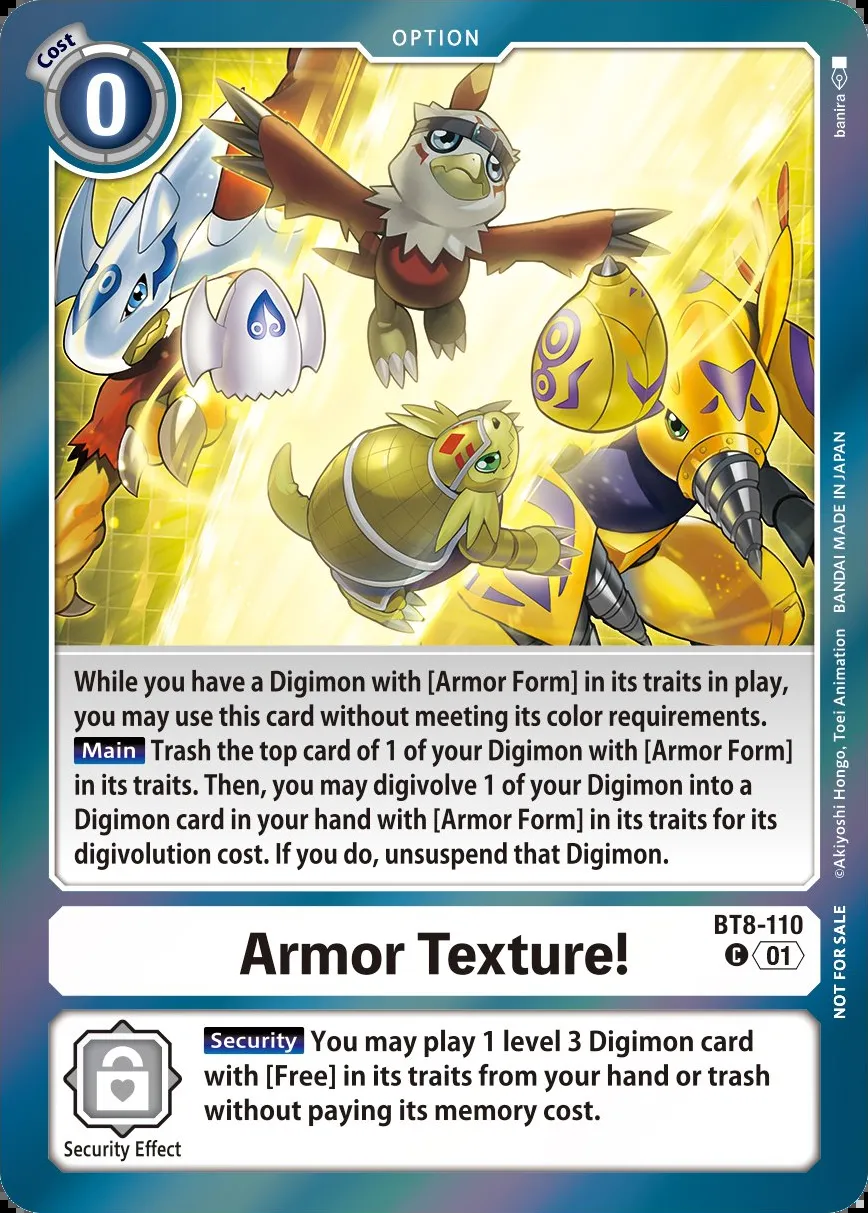 OPTION
Cost
0
banira
While you have a Digimon with [Armor Form] in its traits in play,
you may use this card without meeting its color requirements.
Main Trash the top card of 1 of your Digimon with [Armor Form]
in its traits. Then, you may digivolve 1 of your Digimon into a
Digimon card in your hand with [Armor Form] in its traits for its
digivolution cost. If you do, unsuspend that Digimon.
©Akiyoshi Hongo, Toei Animation BANDAI MADE IN JAPAN
NOT FOR SALE
BT8-110
Armor Texture!
C 01
Security You may play 1 level 3 Digimon card
with [Free] in its traits from your hand or trash
without paying its memory cost.
Security Effect